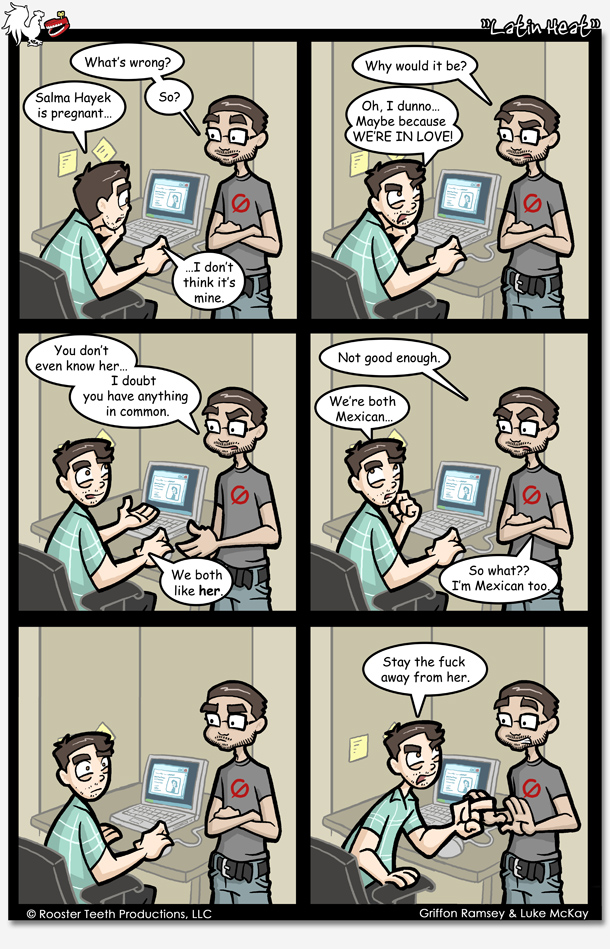 "Latin Heat"
What's wrong?
Salma Hayek
is pregnant...
So?
...I don't
think it's
mine.
Why would it be?
Oh, I dunno...
Maybe because
WE'RE IN LOVE!
You don't
even know her...
I doubt
you have anything
in common.
We both
like her.
Not good enough.
We're both
Mexican...
So what??
I'm Mexican too.
Stay the fuck
away from her.
© Rooster Teeth Productions, LLC
Griffon Ramsey & Luke McKay